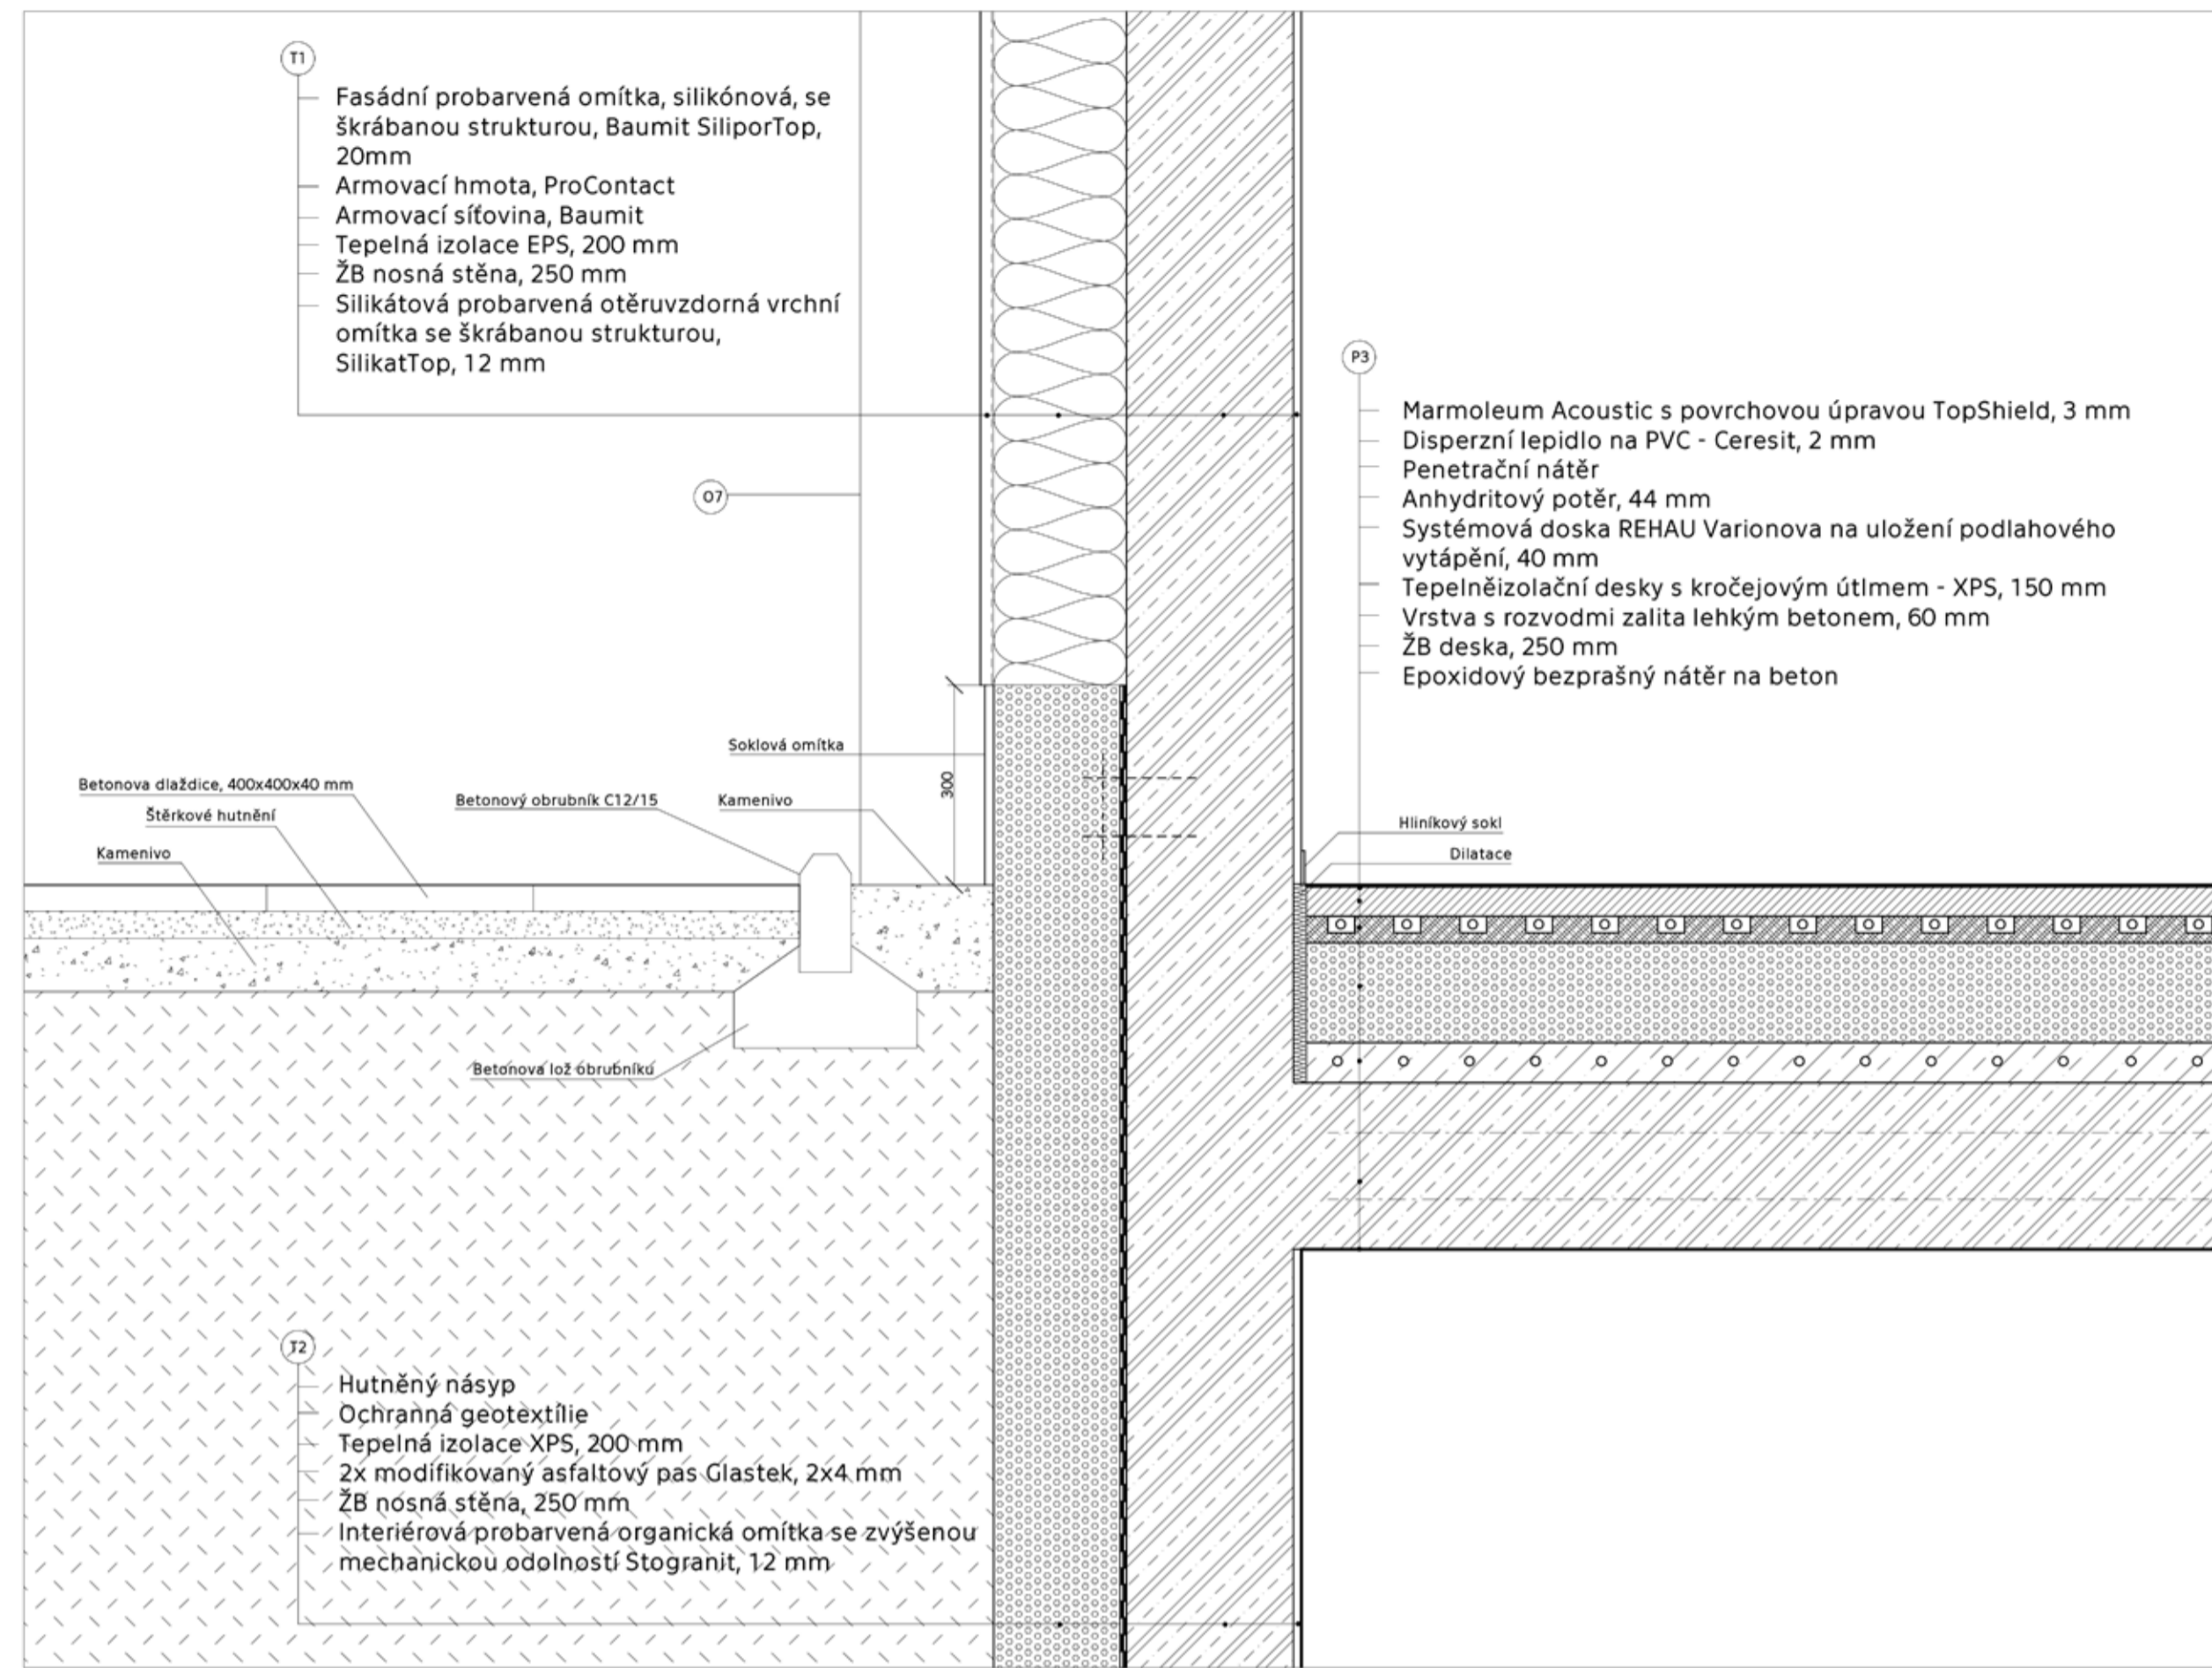 T1
Fasádní probarvená omítka, silikónová, se
škrábanou strukturou, Baumit SiliporTop,
20mm
Armovací hmota, ProContact
Armovací síťovina, Baumit
Tepelná izolace EPS, 200 mm
ŽB nosná stěna, 250 mm
Silikátová probarvená otěruvzdorná vrchní
omítka se škrábanou strukturou,
SilikatTop, 12 mm
P3
Marmoleum Acoustic s povrchovou úpravou TopShield, 3 mm
Disperzní lepidlo na PVC - Ceresit, 2 mm
Penetrační nátěr
Anhydritový potěr, 44 mm
Systémová doska REHAU Varionova na uložení podlahového
vytápění, 40 mm
Tepelněizolační desky s kročejovým útlmem - XPS, 150 mm
Vrstva s rozvodmi zalita lehkým betonem, 60 mm
ŽB deska, 250 mm
Epoxidový bezprašný nátěr na beton
O7
Soklová omítka
300
Betonova dlaždice, 400x400x40 mm
Štěrkové hutnění
Kamenivo
Betonový obrubník C12/15
Kamenivo
Hliníkový sokl
Dilatace
Betonova lož obrubníku
T2
Hutněný násyp
Ochranná geotextílie
Tepelná izolace XPS, 200 mm
2x modifikovaný asfaltový pas Glastek, 2x4 mm
ŽB nosná stěna, 250 mm
Interiérová probarvená organická omítka se zvýšenou
mechanickou odolností Stogranit, 12 mm